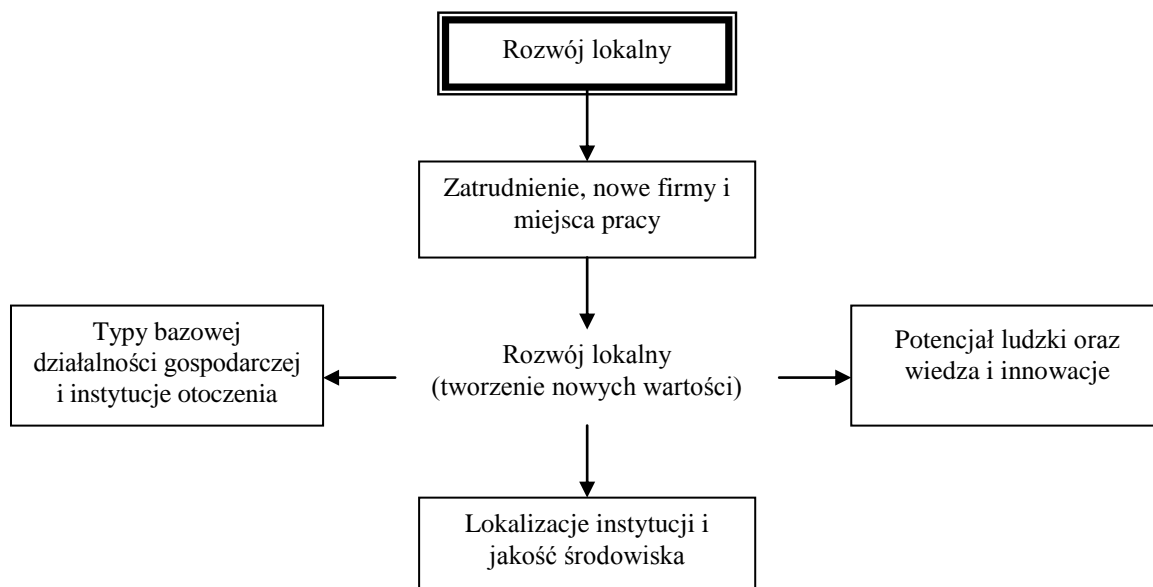 Rozwój lokalny
Zatrudnienie, nowe firmy i
miejsca pracy
Typy bazowej
działalności gospodarczej
i instytucje otoczenia
Rozwój lokalny
(tworzenie nowych wartości)
Potencjał ludzki oraz
wiedza i innowacje
Lokalizacje instytucji i
jakość środowiska